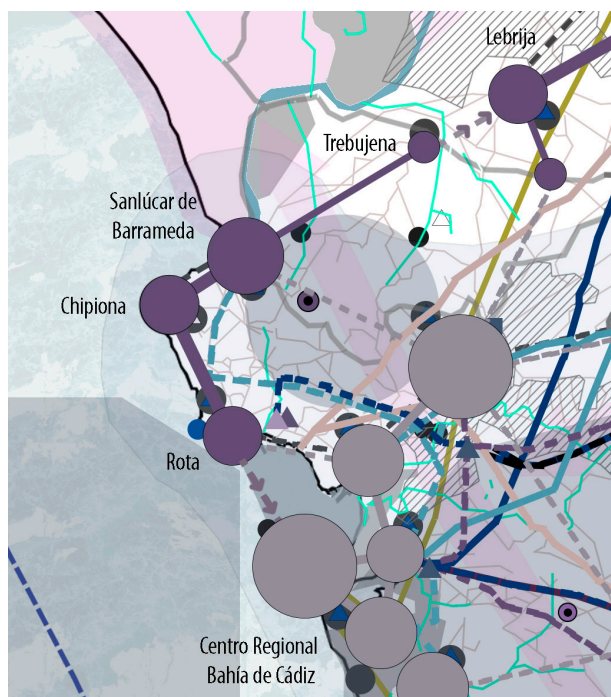 Lebrija
Trebujena
Sanlúcar de
Barrameda
Chipiona
Rota
Centro Regional
Bahía de Cádiz